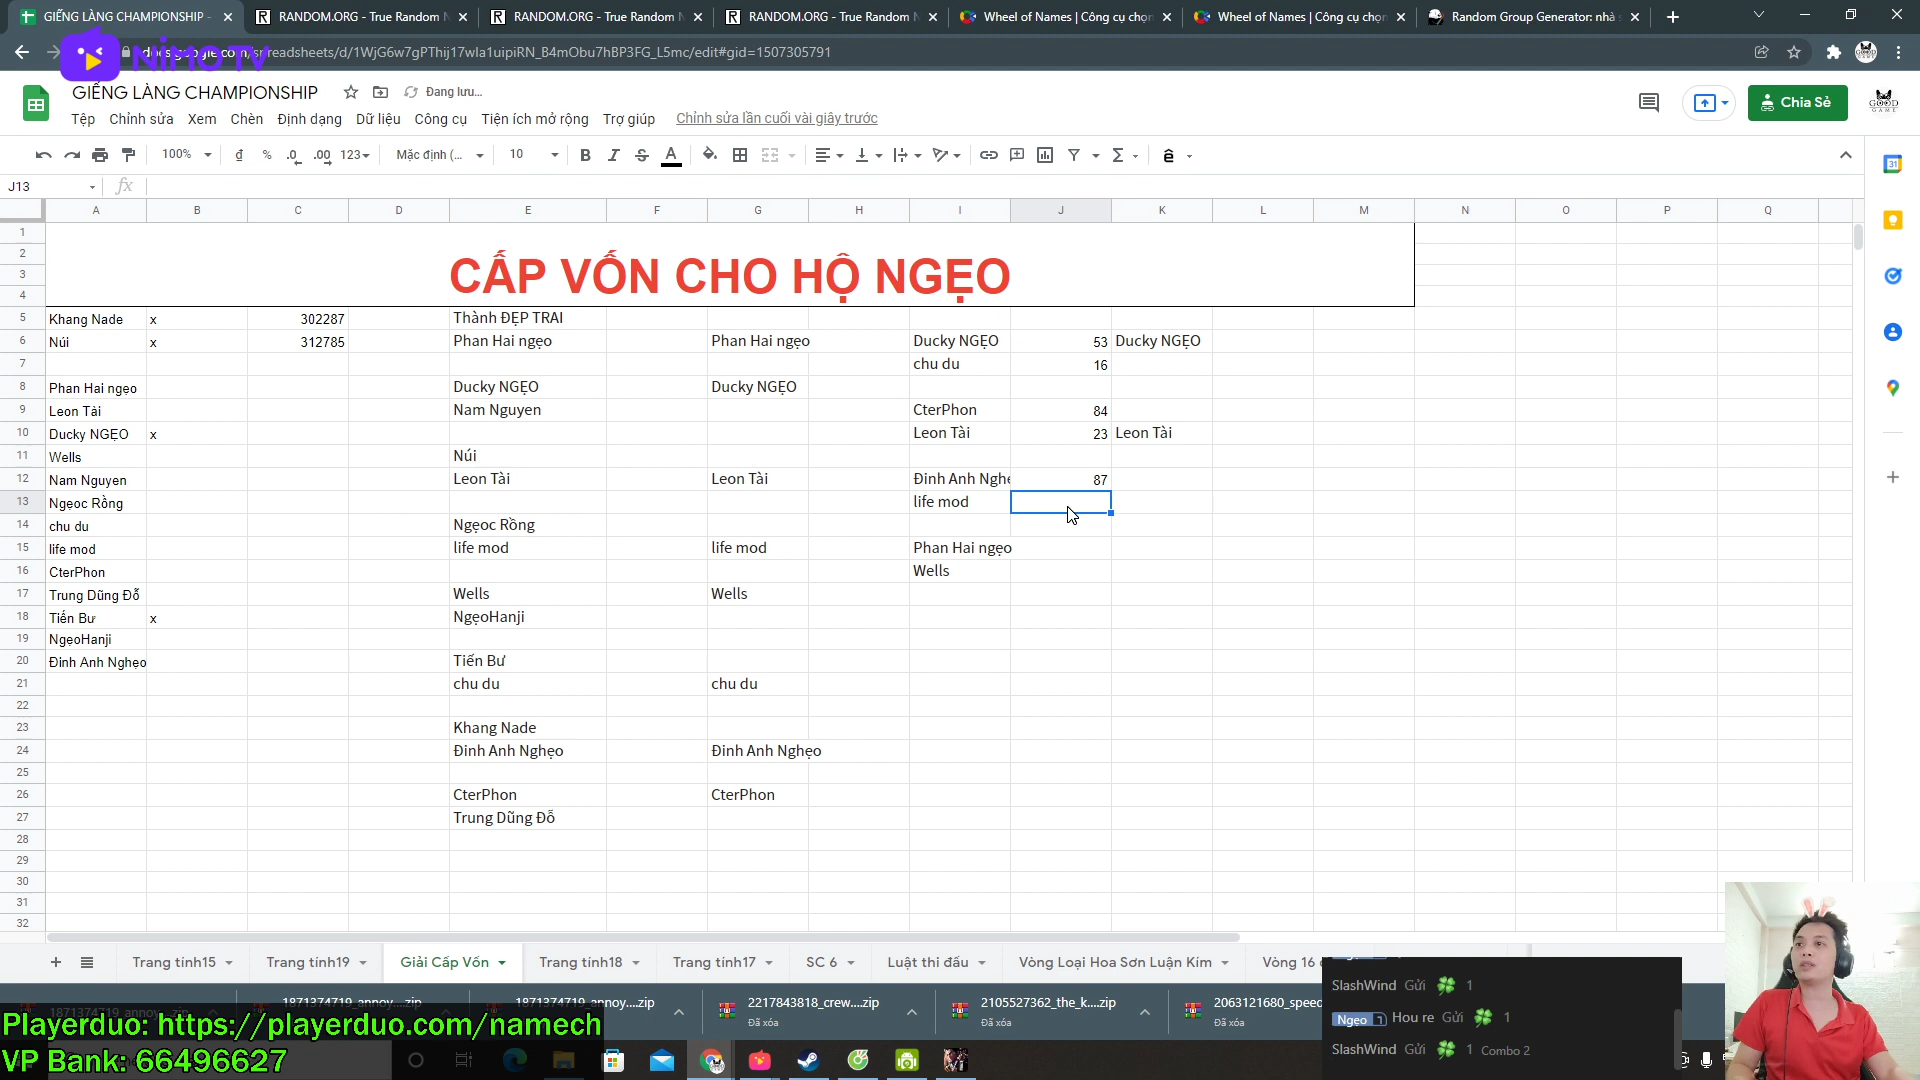 GIẾNG LÀNG CHAMPIONSHIP -
RANDOM.ORG - True Random N
RANDOM.ORG - True Random N
RANDOM.ORG - True Random N
Wheel of Names | Công cụ chọn
Wheel of Names | Công cụ chọn
Random Group Generator: nhà s
NIMO TV
docs.google.com/spreadsheets/d/1WjG6w7gPThij17wIa1uipiRN_B4mObu7hBP3FG_L5mc/edit#gid=1507305791
GIẾNG LÀNG CHAMPIONSHIP
Đang lưu...
Chia Sẻ
GOOD GAME
Tệp Chỉnh sửa Xem Chèn Định dạng Dữ liệu Công cụ Tiện ích mở rộng Trợ giúp Chỉnh sửa lần cuối vài giây trước
100% đ % .0 .00 123 Mặc định (... 10 B I S A
J13 fx
A B C D E F G H I J K L M N O P Q
1
2
3
4
CẤP VỐN CHO HỘ NGHẸO
5 Khang Nade x 302287 Thành ĐẸP TRAI
6 Núi x 312785 Phan Hai ngẹo Phan Hai ngẹo Ducky NGẸO 53 Ducky NGẸO
7 chu du 16
8 Phan Hai ngẹo Ducky NGẸO Ducky NGẸO
9 Leon Tài Nam Nguyen CterPhon 84
10 Ducky NGẸO x Leon Tài 23 Leon Tài
11 Wells Núi
12 Nam Nguyen Leon Tài Leon Tài Đinh Anh Nghẹ 87
13 Ngẹoc Rồng life mod
14 chu du Ngẹoc Rồng
15 life mod life mod life mod Phan Hai ngẹo
16 CterPhon Wells
17 Trung Dũng Đỗ Wells Wells
18 Tiến Bư x NgẹoHanji
19 NgẹoHanji
20 Đinh Anh Nghẹo Tiến Bư
21 chu du chu du
22
23 Khang Nade
24 Đinh Anh Nghẹo Đinh Anh Nghẹo
25
26 CterPhon CterPhon
27 Trung Dũng Đỗ
28
29
30
31
32
Trang tính15 Trang tính19 Giải Cấp Vốn Trang tính18 Trang tính17 SC 6 Luật thi đấu Vòng Loại Hoa Sơn Luận Kiếm Vòng 16
1871374719_annoy....zip
1871374719_annoy....zip
1871374719_annoy....zip
2217843818_crew....zip
Đã xóa
2105527362_the_k....zip
Đã xóa
2063121680_speed
Đã xóa
Playerduo: https://playerduo.com/namech
VP Bank: 66496627
SlashWind Gửi 1
Ngẹo 7 Hou re Gửi 1
SlashWind Gửi 1 Combo 2